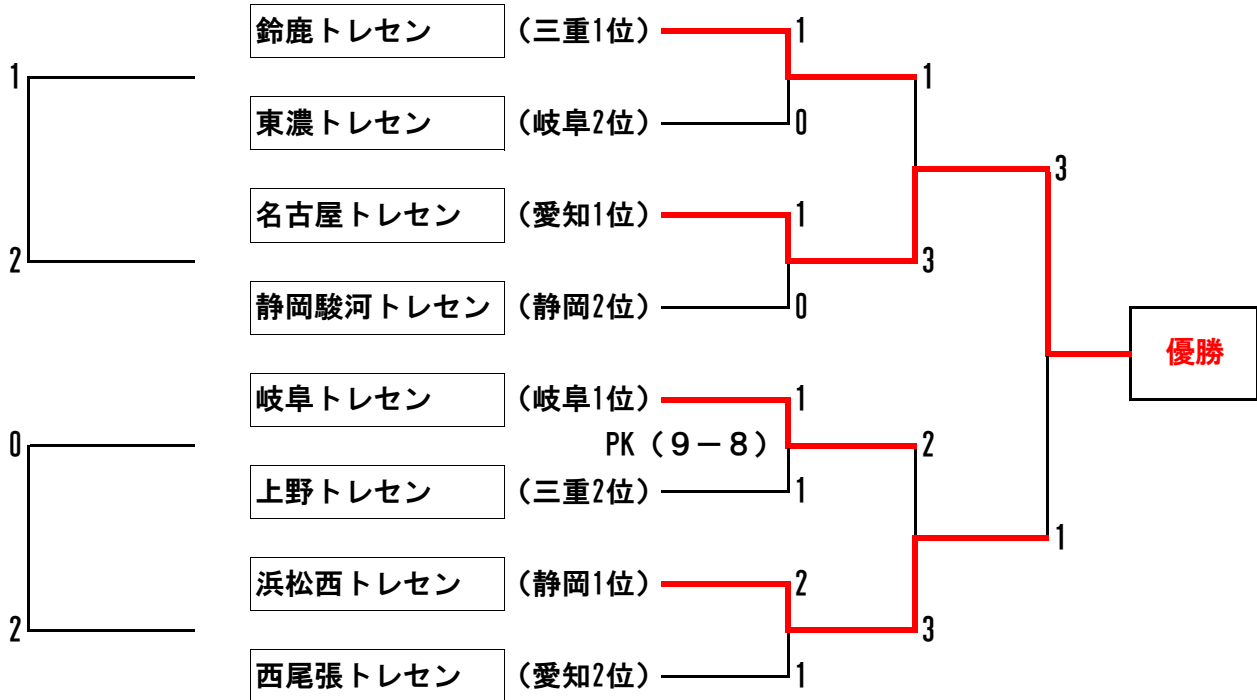 鈴鹿トレセン (三重1位) 1
1 1
東濃トレセン (岐阜2位) 0
3
名古屋トレセン (愛知1位) 1
2 3
静岡駿河トレセン (静岡2位) 0
優勝
岐阜トレセン (岐阜1位) 1
0 PK(9-8) 2
上野トレセン (三重2位) 1
1
浜松西トレセン (静岡1位) 2
2 3
西尾張トレセン (愛知2位) 1